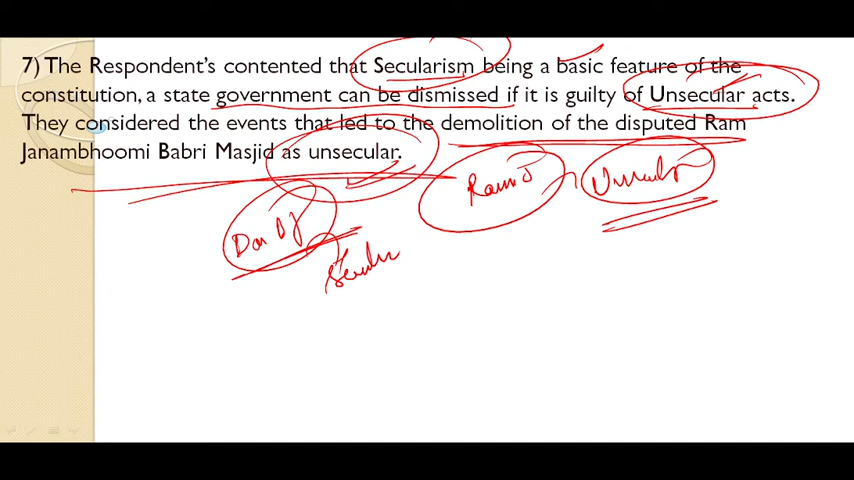 7) The Respondent's contented that Secularism being a basic feature of the
constitution, a state government can be dismissed if it is guilty of Unsecular acts.
They considered the events that led to the demolition of the disputed Ram
Janambhoomi Babri Masjid as unsecular.
Ram J
Secular